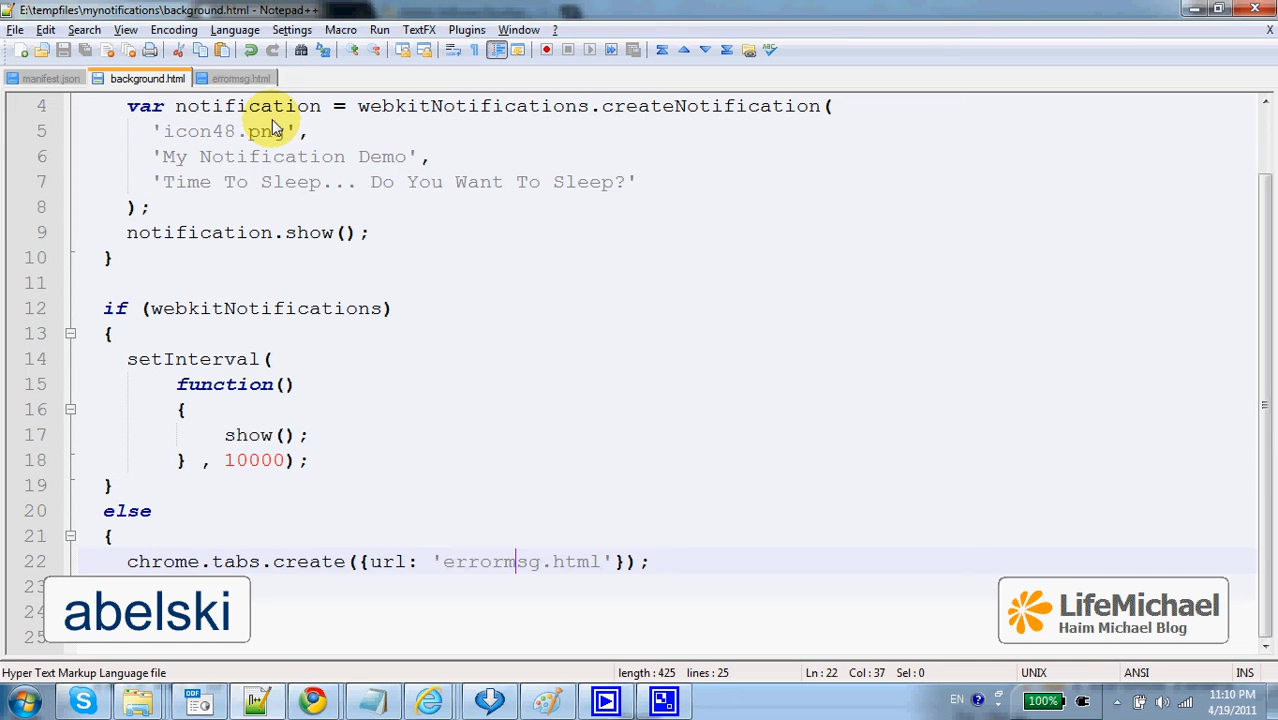 E:\tempfiles\mynotifications\background.html - Notepad++
File Edit Search View Encoding Language Settings Macro Run TextFX Plugins Window ? X
manifest.json background.html errormsg.html
4 var notification = webkitNotifications.createNotification(
5 'icon48.png',
6 'My Notification Demo',
7 'Time To Sleep... Do You Want To Sleep?'
8 );
9 notification.show();
10 }
11
12 if (webkitNotifications)
13 {
14 setInterval(
15 function()
16 {
17 show();
18 } , 10000);
19 }
20 else
21 {
22 chrome.tabs.create({url: 'errormsg.html'});
23
24
25
abelski
LifeMichael
Haim Michael Blog
Hyper Text Markup Language file length : 425 lines : 25 Ln : 22 Col : 37 Sel : 0 UNIX ANSI INS
EN 100% 11:10 PM
4/19/2011